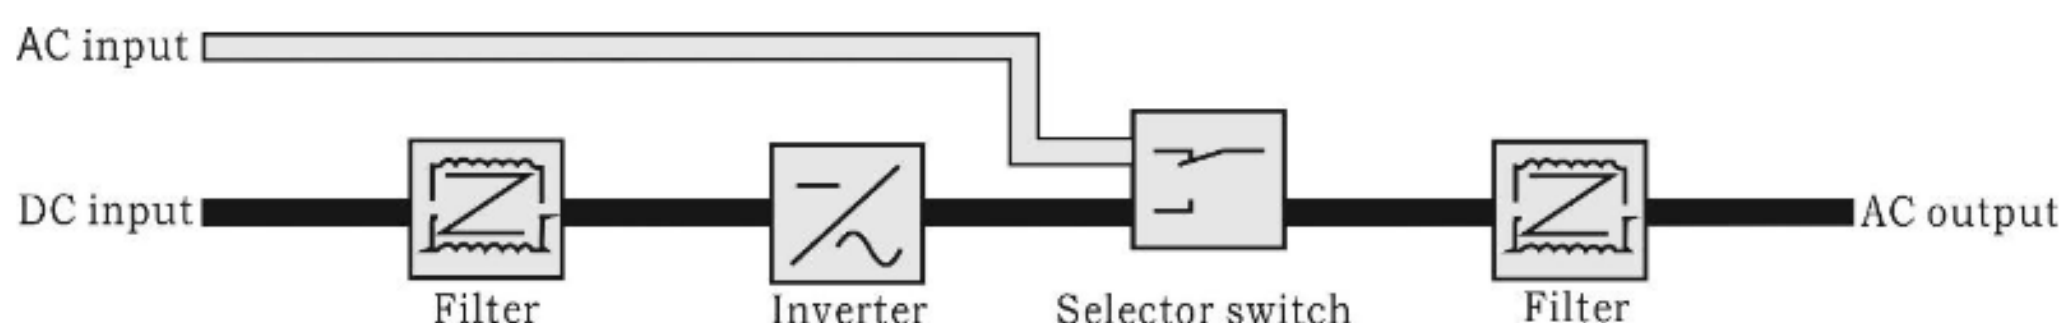 AC input
DC input
AC output
Filter
Inverter
Selector switch
Filter